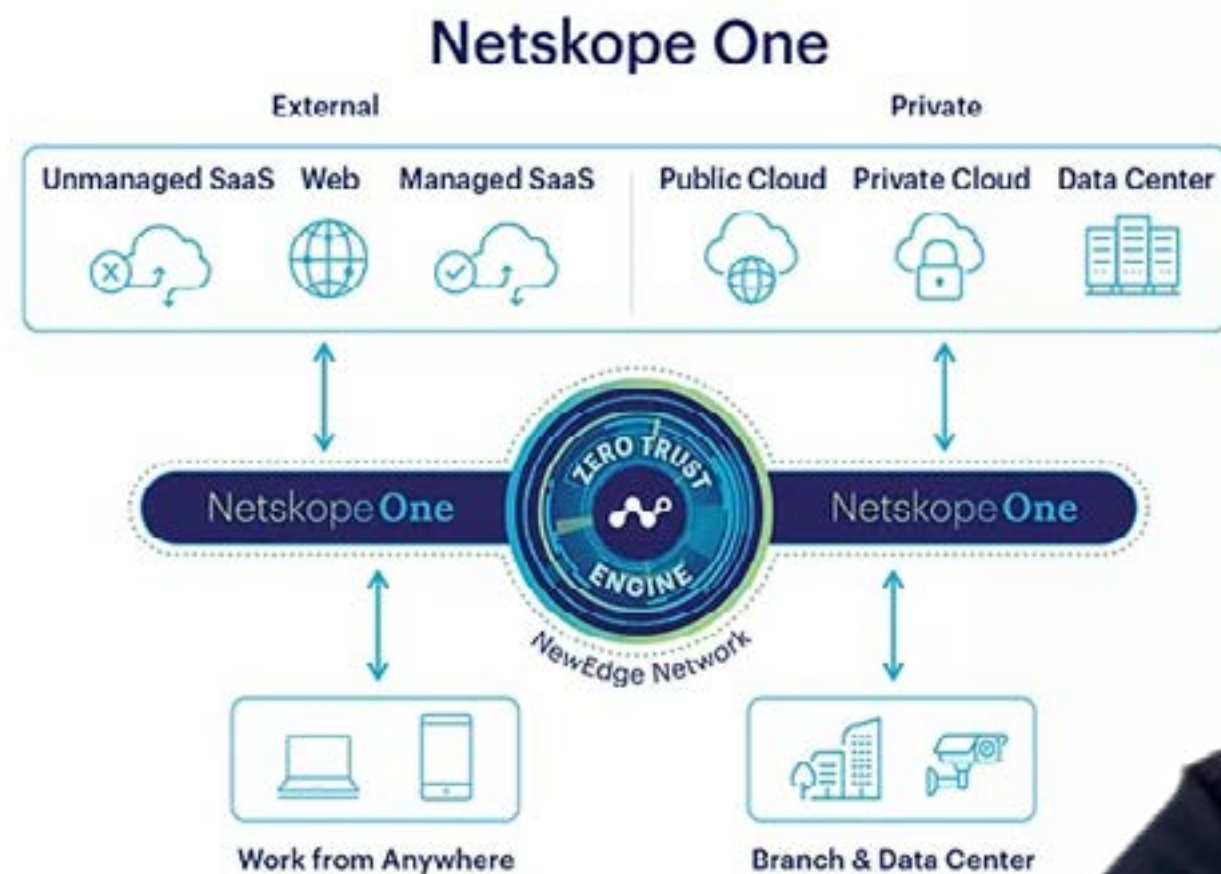 Netskope One
External Private
Unmanaged SaaS Web Managed SaaS Public Cloud Private Cloud Data Center
Netskope One ZERO TRUST ENGINE Netskope One
NewEdge Network
Work from Anywhere Branch & Data Center